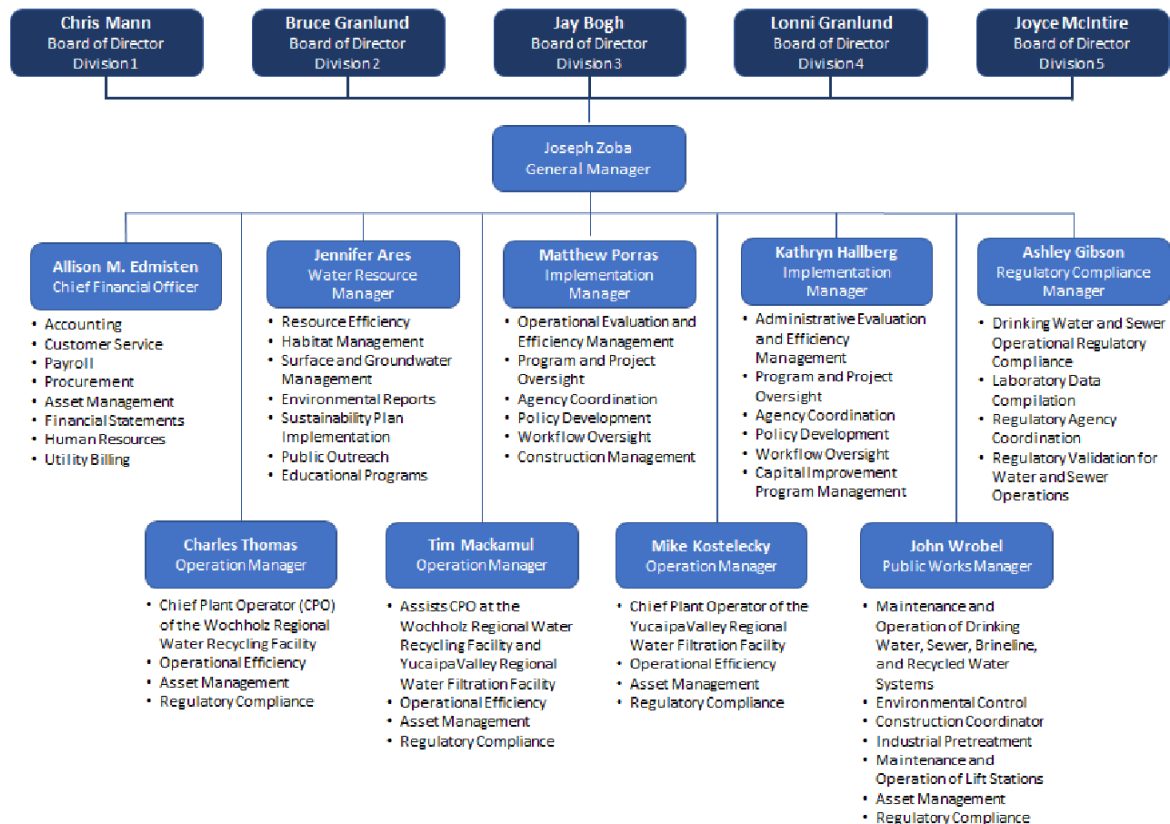 Chris Mann
Board of Director
Division 1
Bruce Granlund
Board of Director
Division 2
Jay Bogh
Board of Director
Division 3
Lonni Granlund
Board of Director
Division 4
Joyce McIntire
Board of Director
Division 5
Joseph Zoba
General Manager
Allison M. Edmisten
Chief Financial Officer
• Accounting
• Customer Service
• Payroll
• Procurement
• Asset Management
• Financial Statements
• Human Resources
• Utility Billing
Jennifer Ares
Water Resource
Manager
• Resource Efficiency
• Habitat Management
• Surface and Groundwater
Management
• Environmental Reports
• Sustainability Plan
Implementation
• Public Outreach
• Educational Programs
Matthew Porras
Implementation
Manager
• Operational Evaluation and
Efficiency Management
• Program and Project
Oversight
• Agency Coordination
• Policy Development
• Workflow Oversight
• Construction Management
Kathryn Hallberg
Implementation
Manager
• Administrative Evaluation
and Efficiency
Management
• Program and Project
Oversight
• Agency Coordination
• Policy Development
• Workflow Oversight
• Capital Improvement
Program Management
Ashley Gibson
Regulatory Compliance
Manager
• Drinking Water and Sewer
Operational Regulatory
Compliance
• Laboratory Data
Compilation
• Regulatory Agency
Coordination
• Regulatory Validation for
Water and Sewer
Operations
Charles Thomas
Operation Manager
• Chief Plant Operator (CPO)
of the Wochholz Regional
Water Recycling Facility
• Operational Efficiency
• Asset Management
• Regulatory Compliance
Tim Mackamul
Operation Manager
• Assists CPO at the
Wochholz Regional Water
Recycling Facility and
Yucaipa Valley Regional
Water Filtration Facility
• Operational Efficiency
• Asset Management
• Regulatory Compliance
Mike Kostelecky
Operation Manager
• Chief Plant Operator of the
Yucaipa Valley Regional
Water Filtration Facility
• Operational Efficiency
• Asset Management
• Regulatory Compliance
John Wrobel
Public Works Manager
• Maintenance and
Operation of Drinking
Water, Sewer, Brineline,
and Recycled Water
Systems
• Environmental Control
• Construction Coordinator
• Industrial Pretreatment
• Maintenance and
Operation of Lift Stations
• Asset Management
• Regulatory Compliance